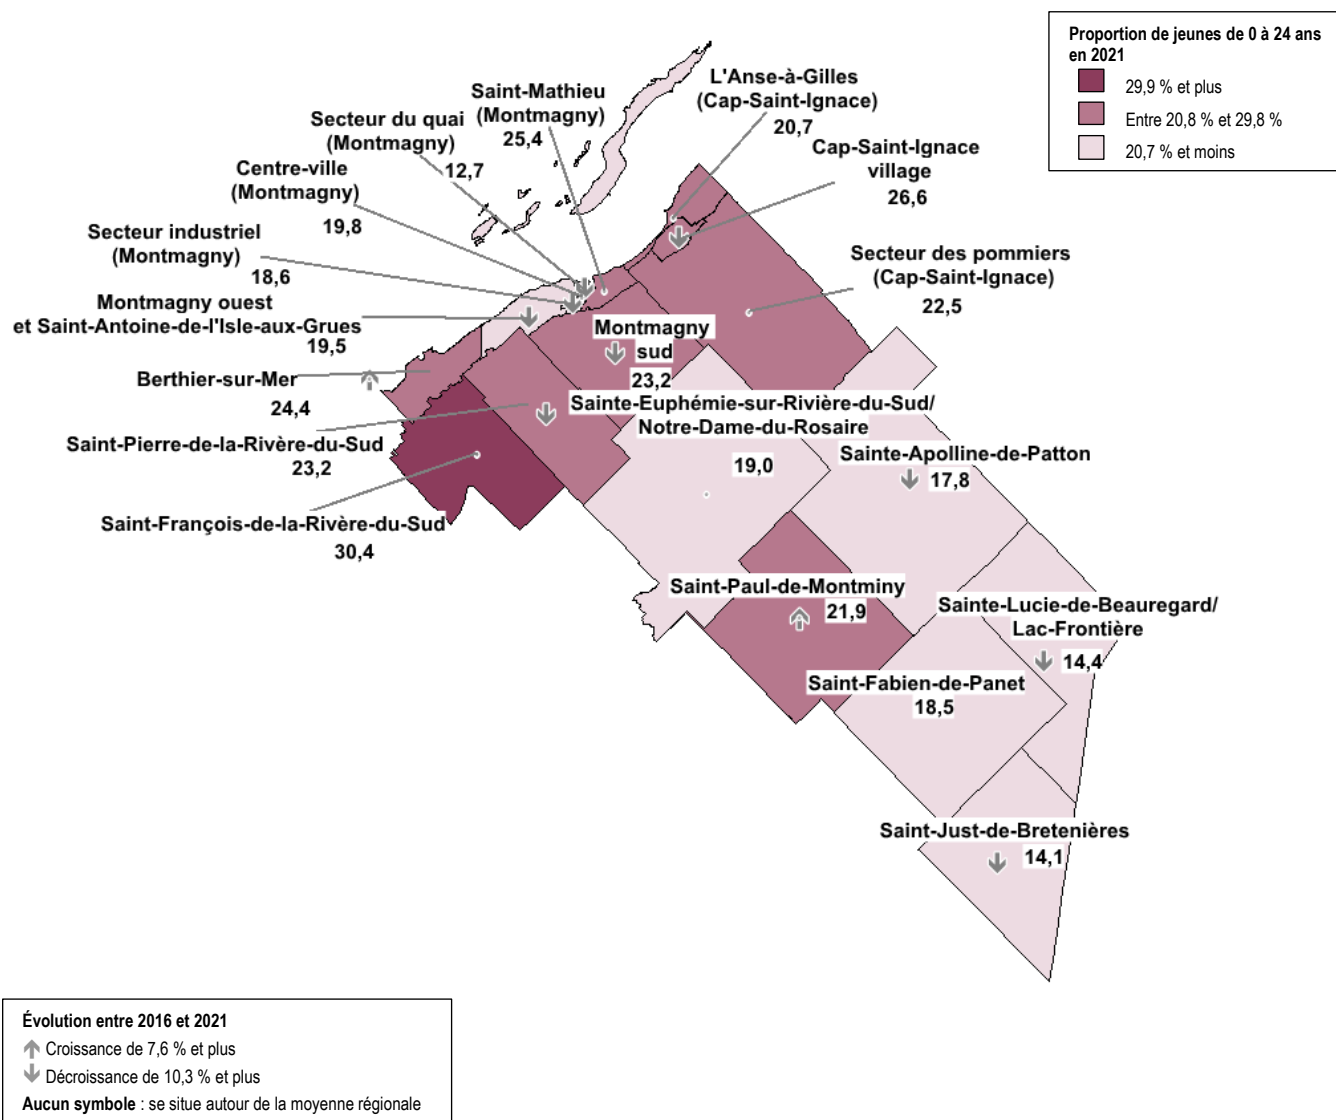 Proportion de jeunes de 0 à 24 ans
en 2021
29,9 % et plus
Entre 20,8 % et 29,8 %
20,7 % et moins
L'Anse-à-Gilles
(Cap-Saint-Ignace)
20,7
Saint-Mathieu
(Montmagny)
25,4
Secteur du quai
(Montmagny)
12,7
Cap-Saint-Ignace
village
26,6
Centre-ville
(Montmagny)
19,8
Secteur industriel
(Montmagny)
18,6
Secteur des pommiers
(Cap-Saint-Ignace)
22,5
Montmagny ouest
et Saint-Antoine-de-l'Isle-aux-Grues
19,5
Montmagny
sud
23,2
Berthier-sur-Mer
24,4
Sainte-Euphémie-sur-Rivière-du-Sud/
Notre-Dame-du-Rosaire
19,0
Saint-Pierre-de-la-Rivère-du-Sud
23,2
Sainte-Apolline-de-Patton
17,8
Saint-François-de-la-Rivère-du-Sud
30,4
Saint-Paul-de-Montminy
21,9
Sainte-Lucie-de-Beauregard/
Lac-Frontière
14,4
Saint-Fabien-de-Panet
18,5
Saint-Just-de-Bretenières
14,1
Évolution entre 2016 et 2021
Croissance de 7,6 % et plus
Décroissance de 10,3 % et plus
Aucun symbole : se situe autour de la moyenne régionale